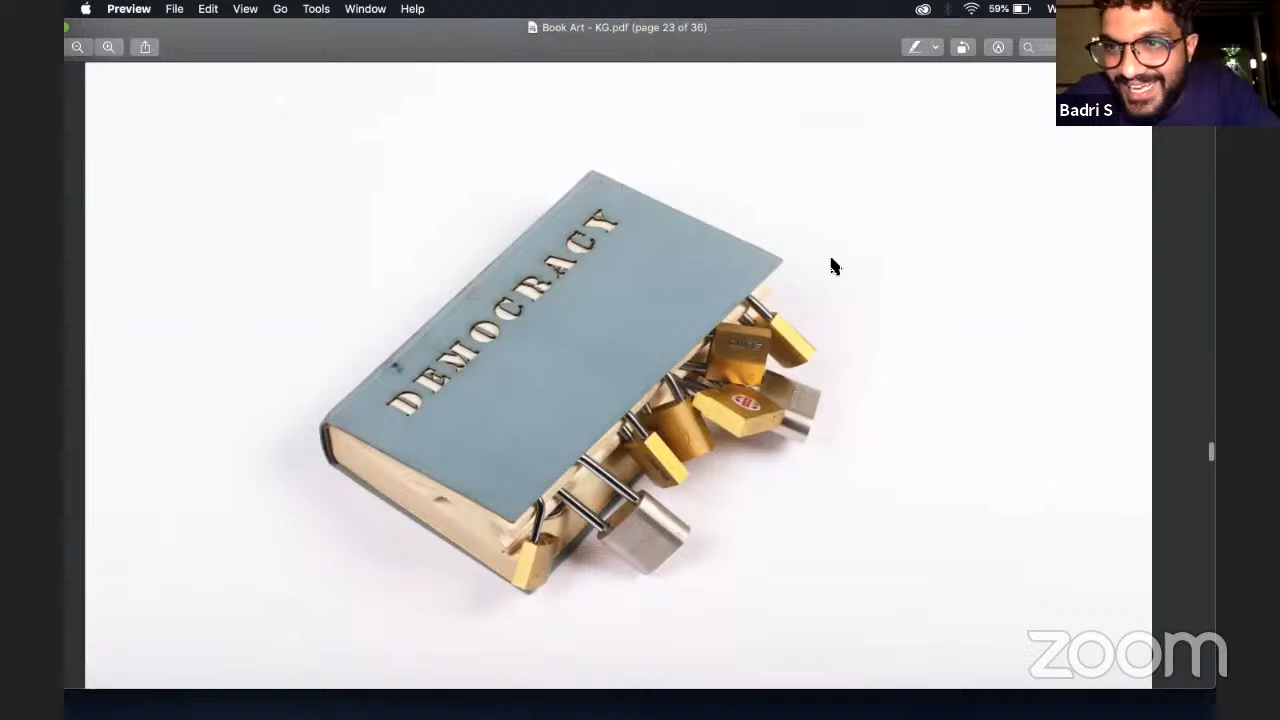 Preview File Edit View Go Tools Window Help 59%
Book Art - KG.pdf (page 23 of 36)
Badri S
DEMOCRACY
zoom